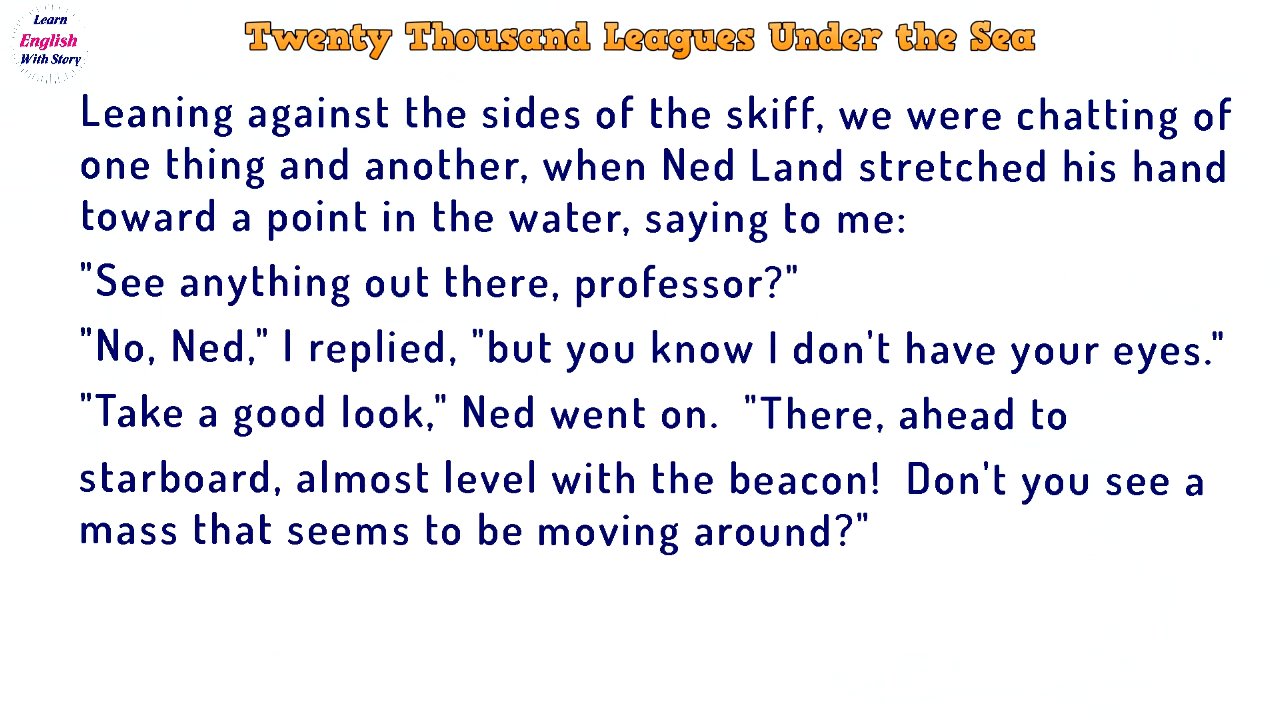 Learn
English
With Story
Twenty Thousand Leagues Under the Sea
Leaning against the sides of the skiff, we were chatting of
one thing and another, when Ned Land stretched his hand
toward a point in the water, saying to me:
"See anything out there, professor?"
"No, Ned," I replied, "but you know I don't have your eyes."
"Take a good look," Ned went on.  "There, ahead to
starboard, almost level with the beacon!  Don't you see a
mass that seems to be moving around?"